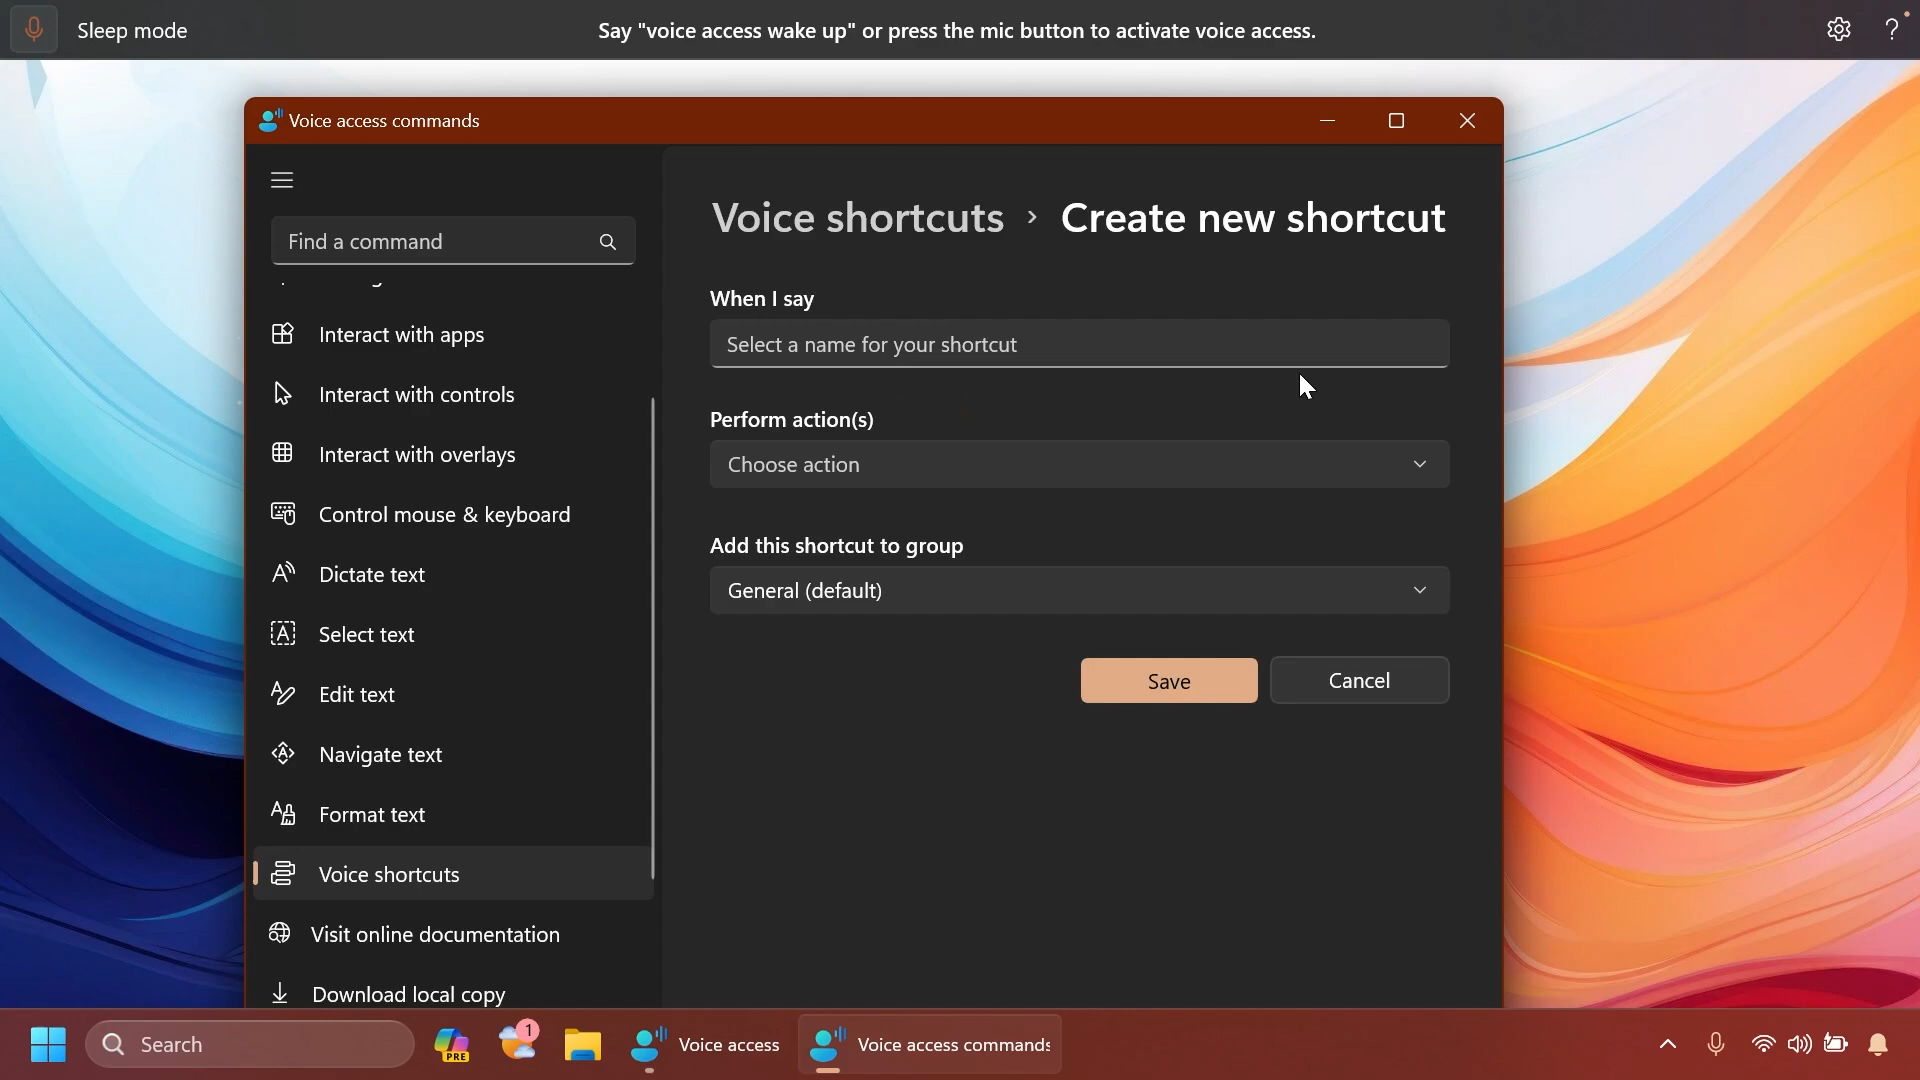 Sleep mode
Say "voice access wake up" or press the mic button to activate voice access.
Voice access commands
Find a command
Interact with apps
Interact with controls
Interact with overlays
Control mouse & keyboard
Dictate text
Select text
Edit text
Navigate text
Format text
Voice shortcuts
Visit online documentation
Download local copy
Voice shortcuts › Create new shortcut
When I say
Select a name for your shortcut
Perform action(s)
Choose action
Add this shortcut to group
General (default)
Save
Cancel
Search
PRE
1
Voice access
Voice access commands